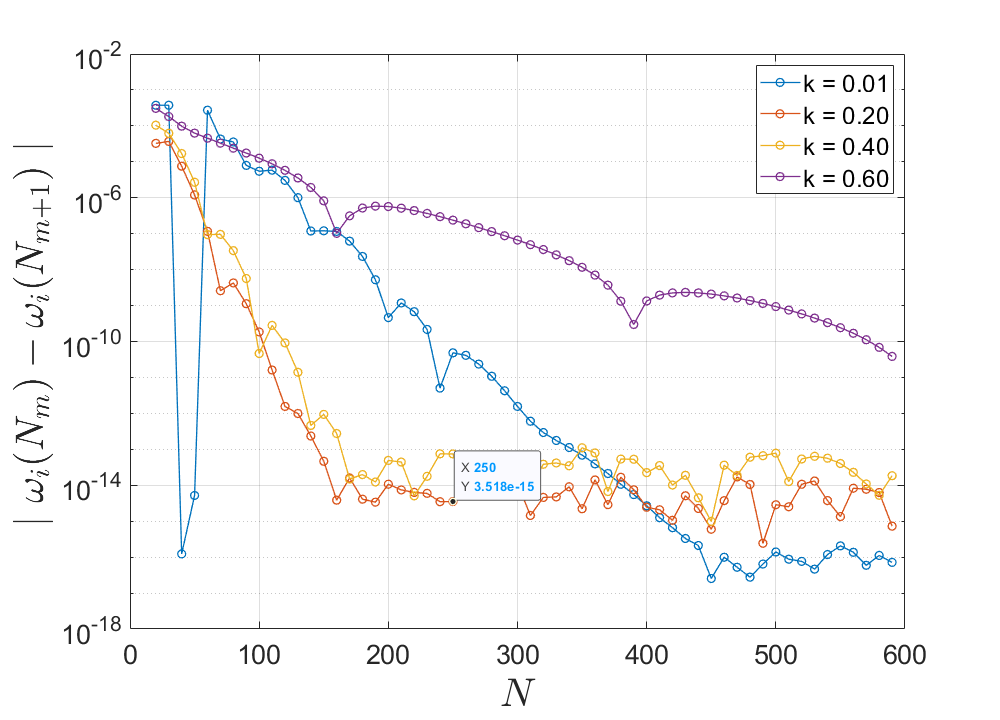 10^-2
10^-6
10^-10
10^-14
10^-18
0
100
200
300
400
500
600
N
| ω_i(N_m) − ω_i(N_{m+1}) |
k = 0.01
k = 0.20
k = 0.40
k = 0.60
X 250
Y 3.518e-15